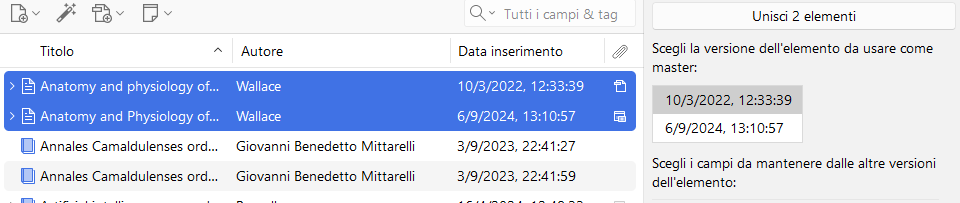 Tutti i campi & tag
Titolo Autore Data inserimento
Anatomy and physiology of... Wallace 10/3/2022, 12:33:39
Anatomy and Physiology of... Wallace 6/9/2024, 13:10:57
Annales Camaldulenses ord... Giovanni Benedetto Mittarelli 3/9/2023, 22:41:27
Annales Camaldulenses ord... Giovanni Benedetto Mittarelli 3/9/2023, 22:41:59
Unisci 2 elementi
Scegli la versione dell'elemento da usare come
master:
10/3/2022, 12:33:39
6/9/2024, 13:10:57
Scegli i campi da mantenere dalle altre versioni
dell'elemento: